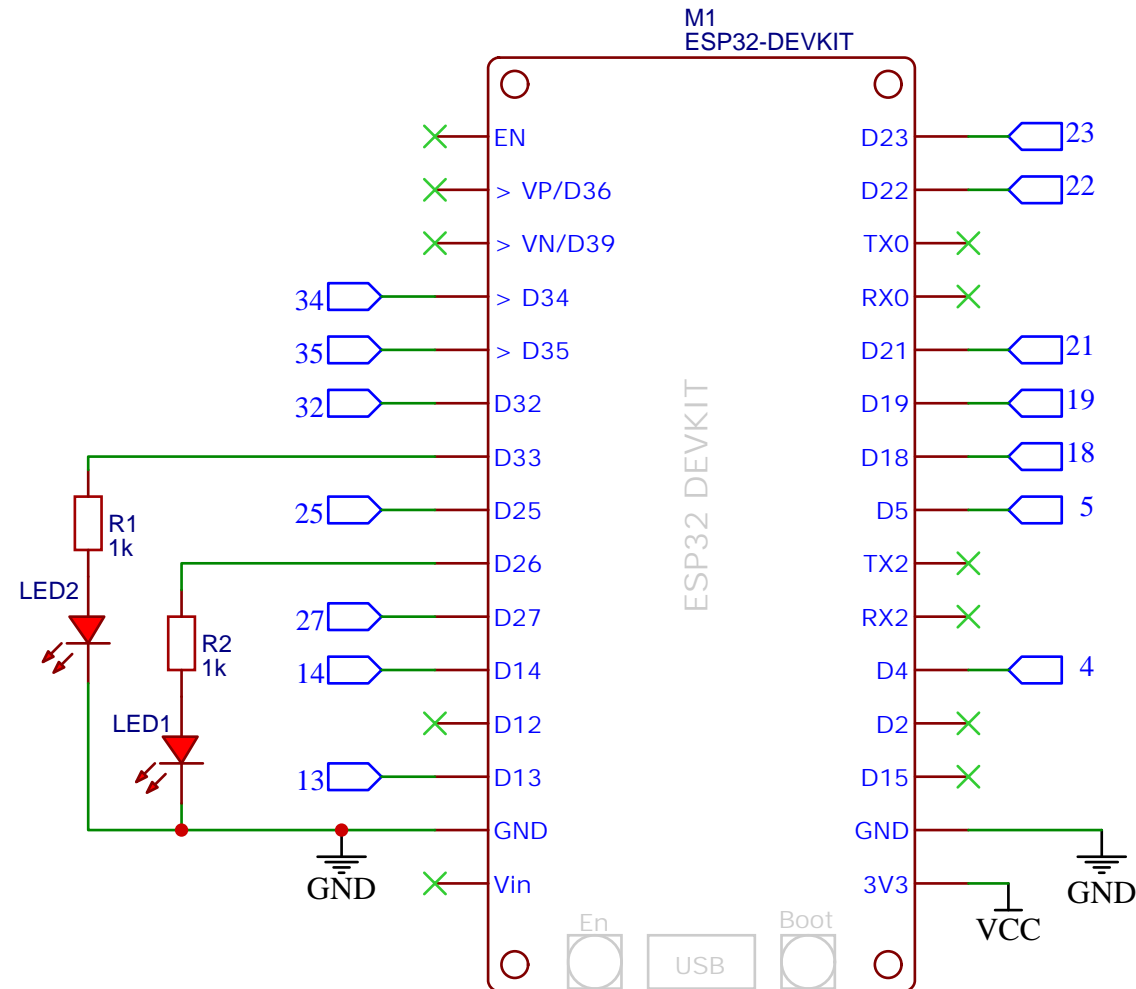 M1
ESP32-DEVKIT
EN
D23
23
> VP/D36
D22
22
> VN/D39
TX0
34
> D34
RX0
35
> D35
D21
21
32
D32
D19
19
D33
D18
18
R1
1k
25
D25
D5
5
ESP32 DEVKIT
D26
TX2
LED2
27
D27
RX2
R2
1k
14
D14
D4
4
LED1
D12
D2
13
D13
D15
GND
GND
GND
GND
Vin
3V3
VCC
En
USB
Boot